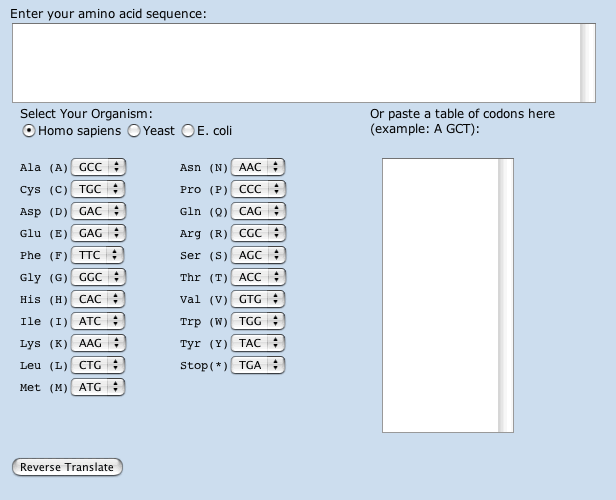 Enter your amino acid sequence:
Select Your Organism:
Homo sapiens Yeast E. coli
Or paste a table of codons here
(example: A GCT):
Ala (A) GCC
Cys (C) TGC
Asp (D) GAC
Glu (E) GAG
Phe (F) TTC
Gly (G) GGC
His (H) CAC
Ile (I) ATC
Lys (K) AAG
Leu (L) CTG
Met (M) ATG
Asn (N) AAC
Pro (P) CCC
Gln (Q) CAG
Arg (R) CGC
Ser (S) AGC
Thr (T) ACC
Val (V) GTG
Trp (W) TGG
Tyr (Y) TAC
Stop(*) TGA
Reverse Translate